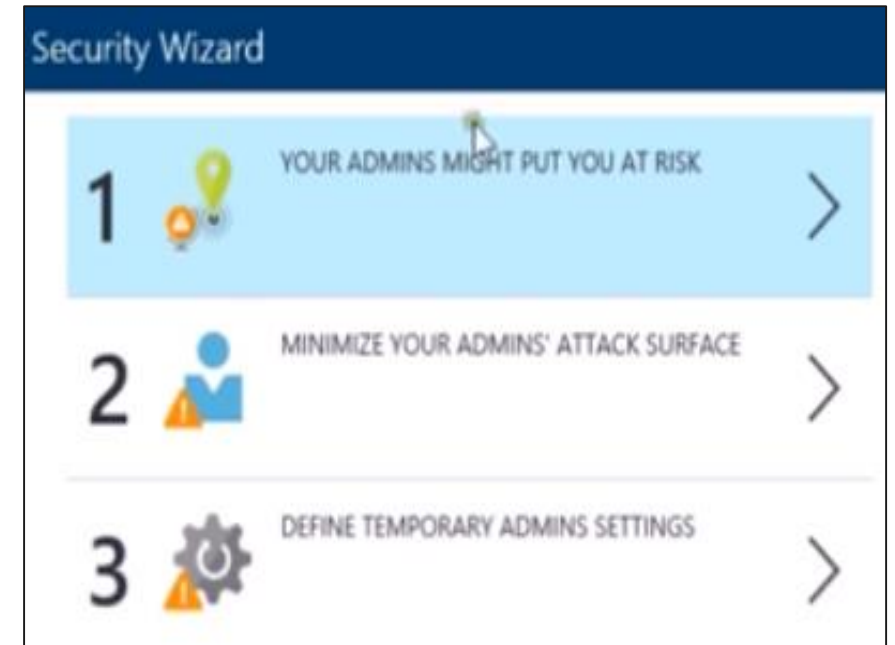 Security Wizard
1 YOUR ADMINS MIGHT PUT YOU AT RISK
2 MINIMIZE YOUR ADMINS' ATTACK SURFACE
3 DEFINE TEMPORARY ADMINS SETTINGS